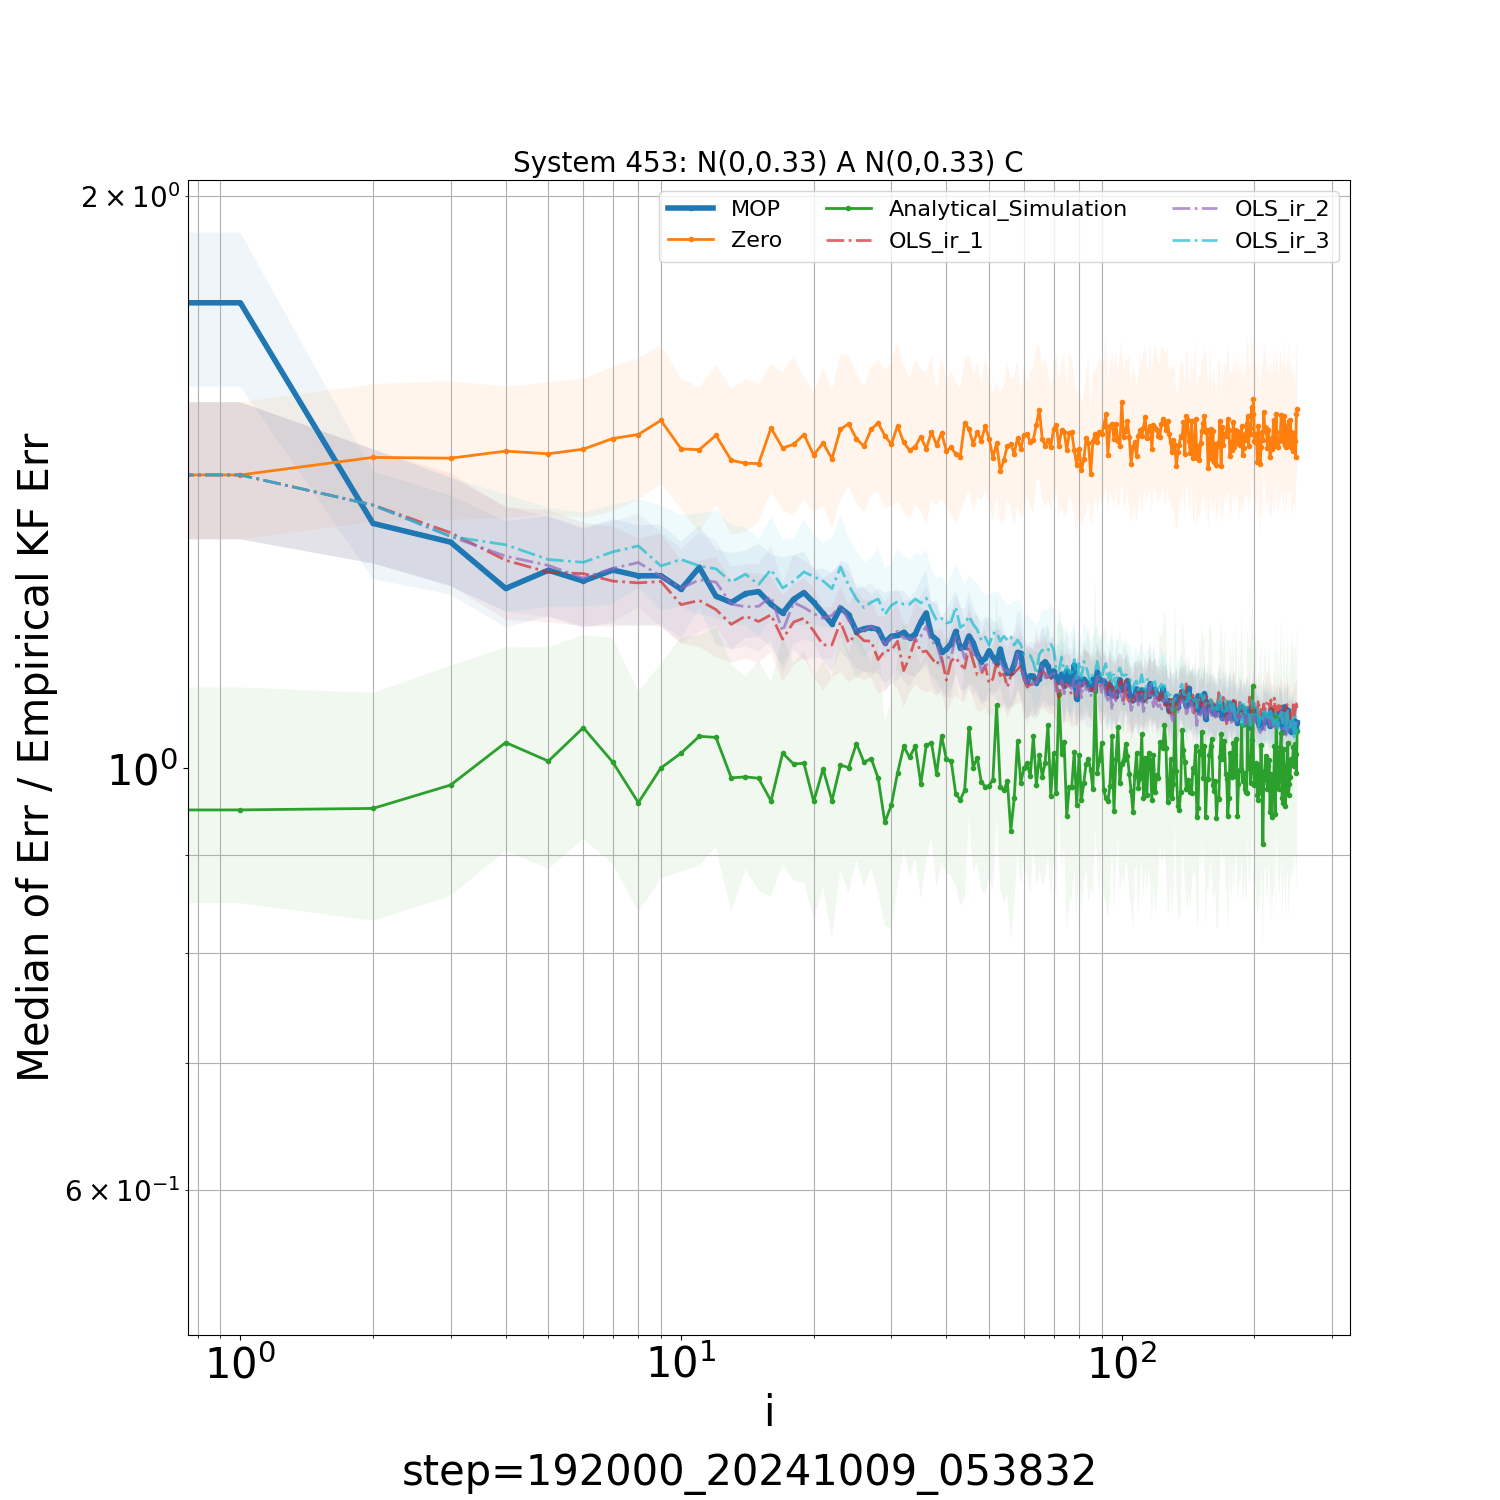 System 453: N(0,0.33) A N(0,0.33) C
MOP
Zero
Analytical_Simulation
OLS_ir_1
OLS_ir_2
OLS_ir_3
Median of Err / Empirical KF Err
2 × 10⁰
10⁰
6 × 10⁻¹
10⁰
10¹
10²
i
step=192000_20241009_053832